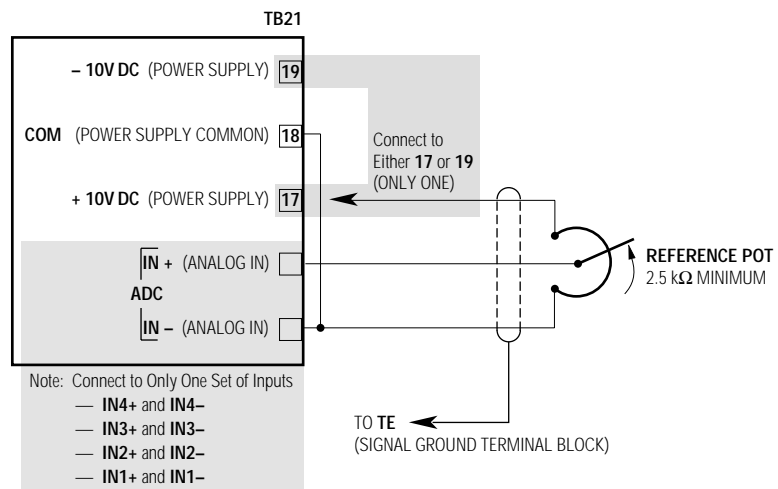 TB21
– 10V DC (POWER SUPPLY) 19
COM (POWER SUPPLY COMMON) 18
Connect to
Either 17 or 19
(ONLY ONE)
+ 10V DC (POWER SUPPLY) 17
IN + (ANALOG IN)
ADC
IN – (ANALOG IN)
REFERENCE POT
2.5 kΩ MINIMUM
Note: Connect to Only One Set of Inputs
— IN4+ and IN4–
— IN3+ and IN3–
— IN2+ and IN2–
— IN1+ and IN1–
TO TE
(SIGNAL GROUND TERMINAL BLOCK)